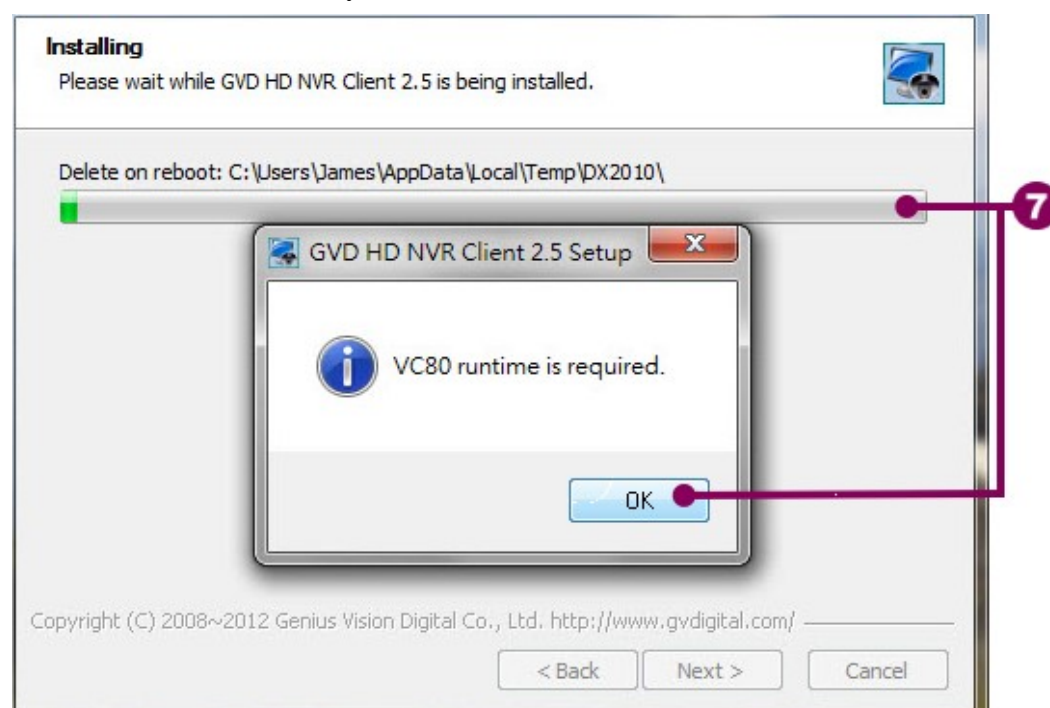 Installing
Please wait while GVD HD NVR Client 2.5 is being installed.
Delete on reboot: C:\Users\James\AppData\Local\Temp\DX2010\
7
GVD HD NVR Client 2.5 Setup
VC80 runtime is required.
OK
Copyright (C) 2008~2012 Genius Vision Digital Co., Ltd. http://www.gvdigital.com/
< Back Next > Cancel